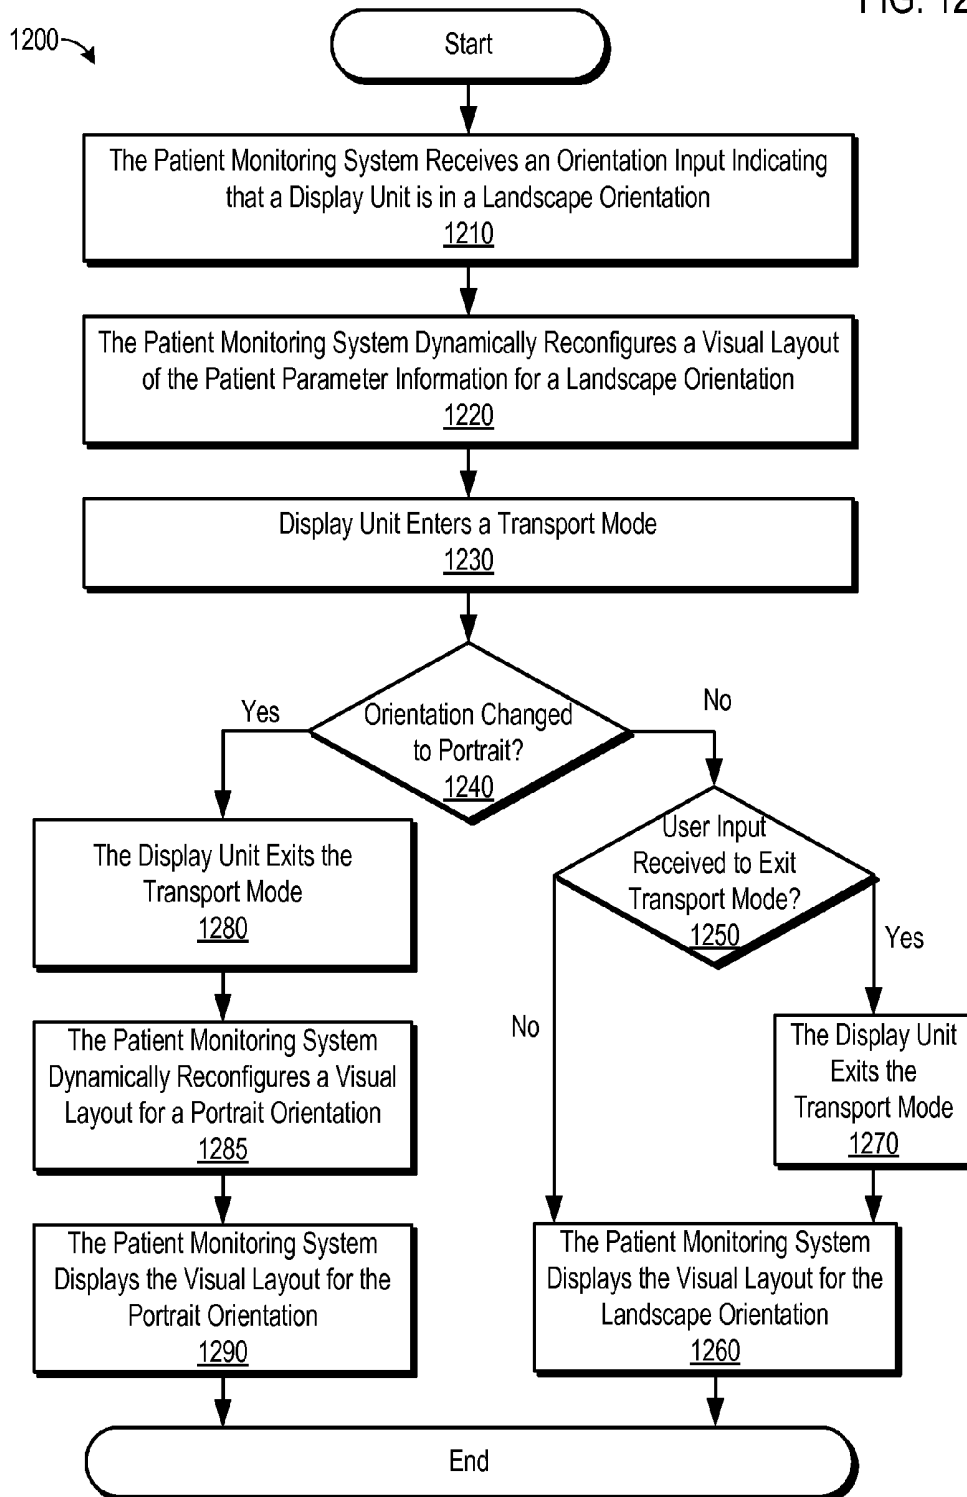 FIG. 12
1200
Start
The Patient Monitoring System Receives an Orientation Input Indicating
that a Display Unit is in a Landscape Orientation
1210
The Patient Monitoring System Dynamically Reconfigures a Visual Layout
of the Patient Parameter Information for a Landscape Orientation
1220
Display Unit Enters a Transport Mode
1230
Yes
Orientation Changed
to Portrait?
1240
No
The Display Unit Exits the
Transport Mode
1280
User Input
Received to Exit
Transport Mode?
1250
Yes
No
The Patient Monitoring System
Dynamically Reconfigures a Visual
Layout for a Portrait Orientation
1285
The Display Unit
Exits the
Transport Mode
1270
The Patient Monitoring System
Displays the Visual Layout for the
Portrait Orientation
1290
The Patient Monitoring System
Displays the Visual Layout for the
Landscape Orientation
1260
End